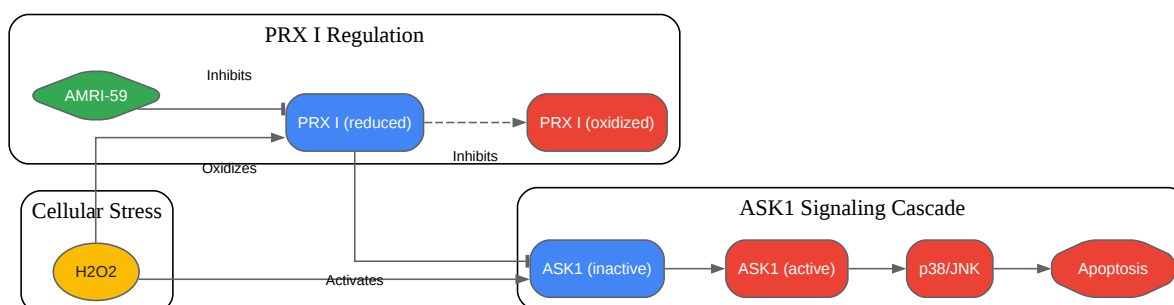 PRX I Regulation
Inhibits
AMRI-59
PRX I (reduced)
PRX I (oxidized)
Inhibits
Oxidizes
Cellular Stress
ASK1 Signaling Cascade
H2O2
Activates
ASK1 (inactive)
ASK1 (active)
p38/JNK
Apoptosis